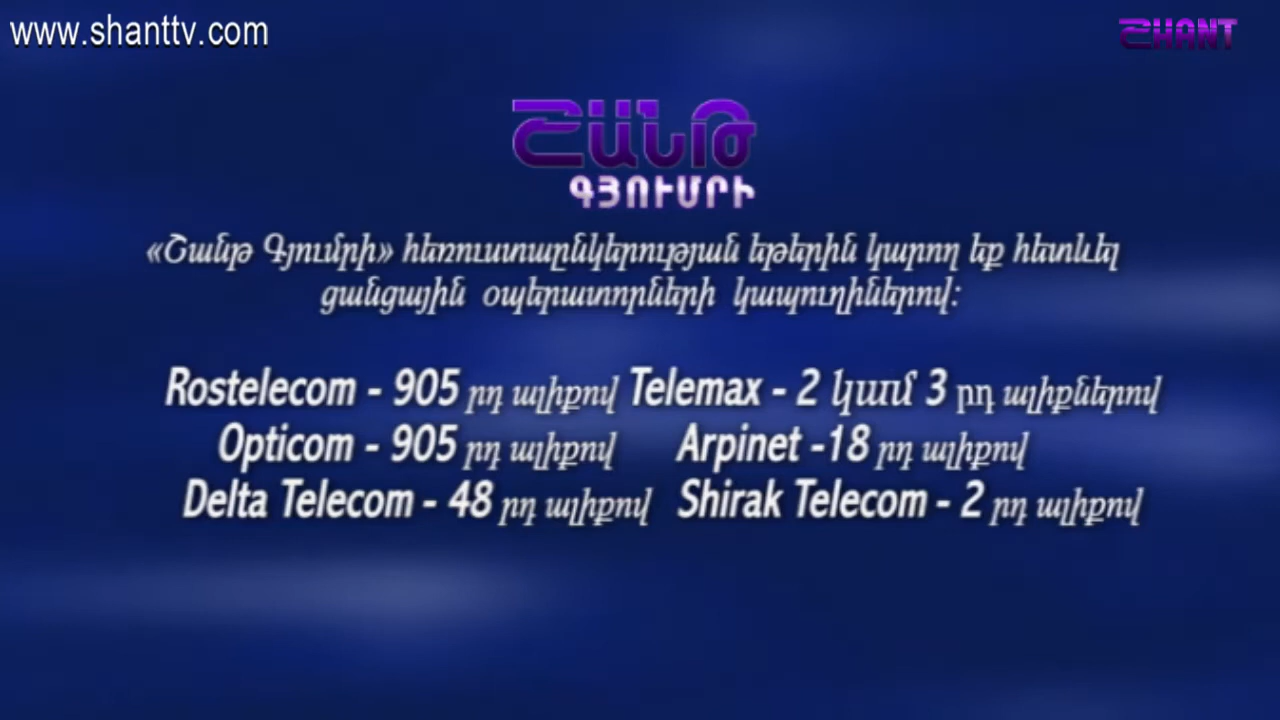 www.shanttv.com
SHANT
ՇԱՆԹ
ԳՅՈՒՄՐԻ
«Շանթ Գյումրի» հեռուստաընկերության եթերին կարող եք հետևել
ցանցային օպերատորների կապուղիներով:
Rostelecom - 905 րդ ալիքով Telemax - 2 կամ 3 րդ ալիքներով
Opticom - 905 րդ ալիքով Arpinet -18 րդ ալիքով
Delta Telecom - 48 րդ ալիքով Shirak Telecom - 2 րդ ալիքով